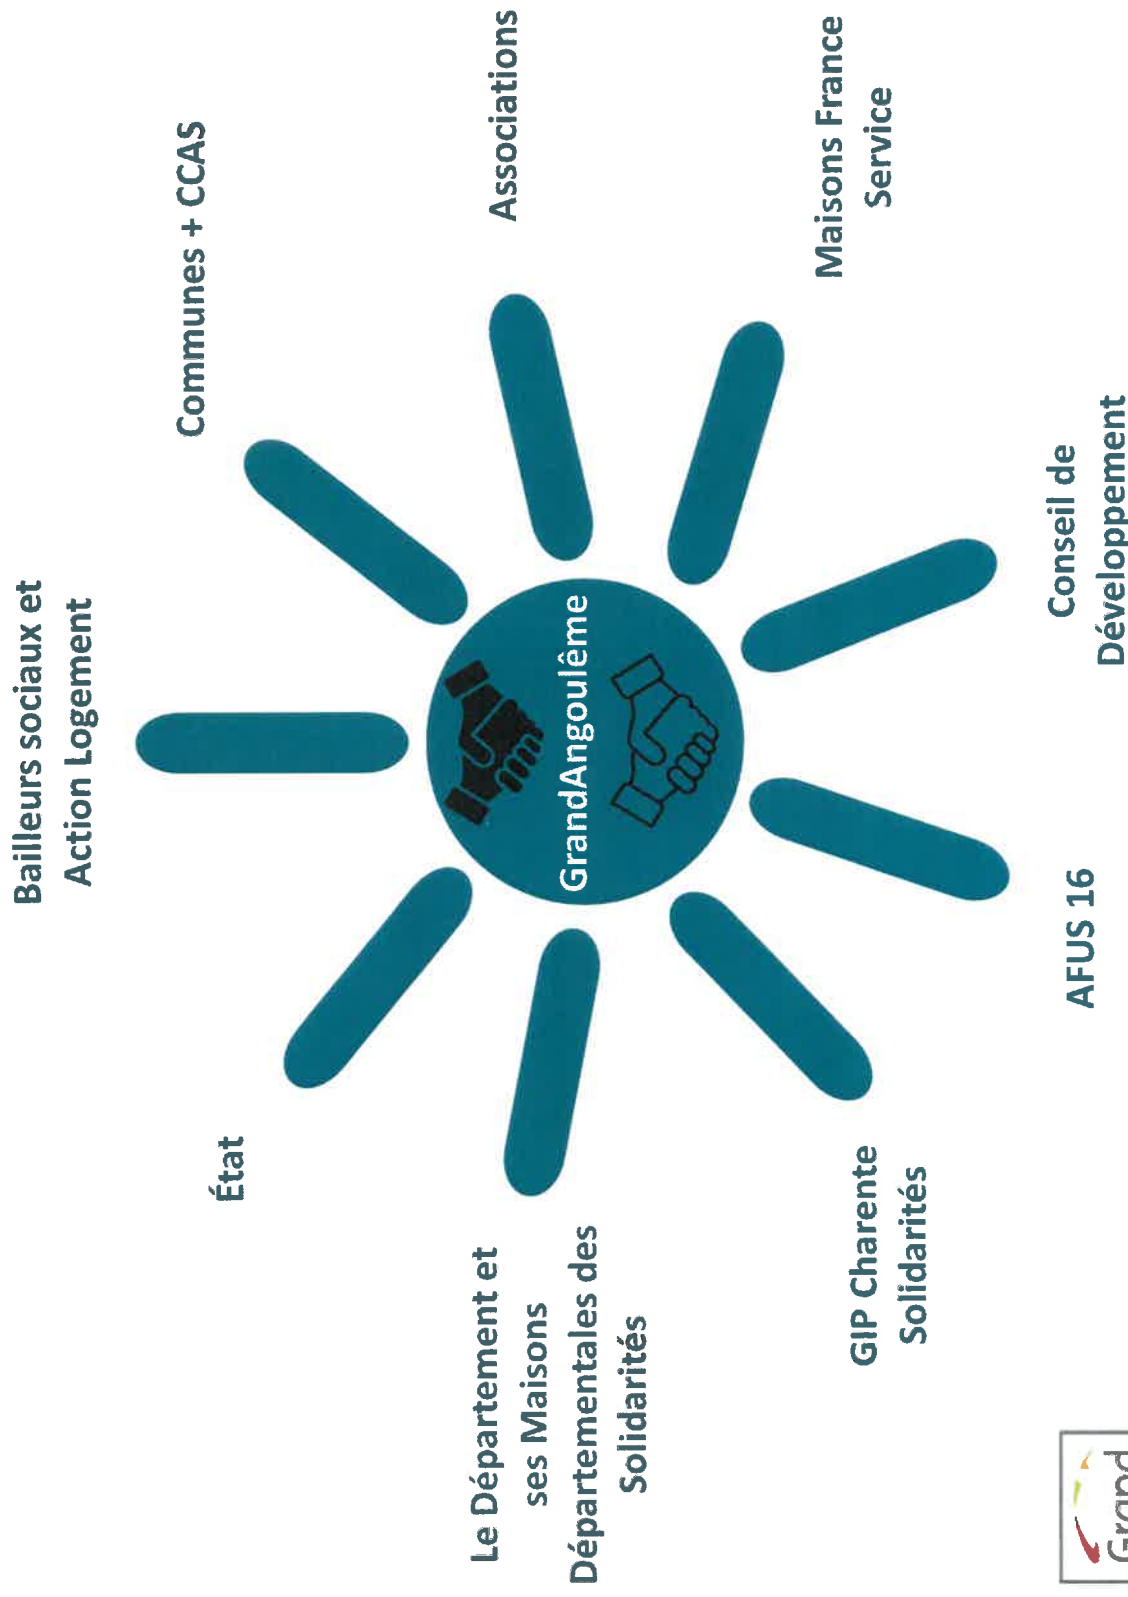 Bailleurs sociaux et
Action Logement
Communes + CCAS
Associations
Maisons France
Service
Conseil de
Développement
AFUS 16
GIP Charente
Solidarités
Le Département et
ses Maisons
Départementales des
Solidarités
État
GrandAngoulême
Grand